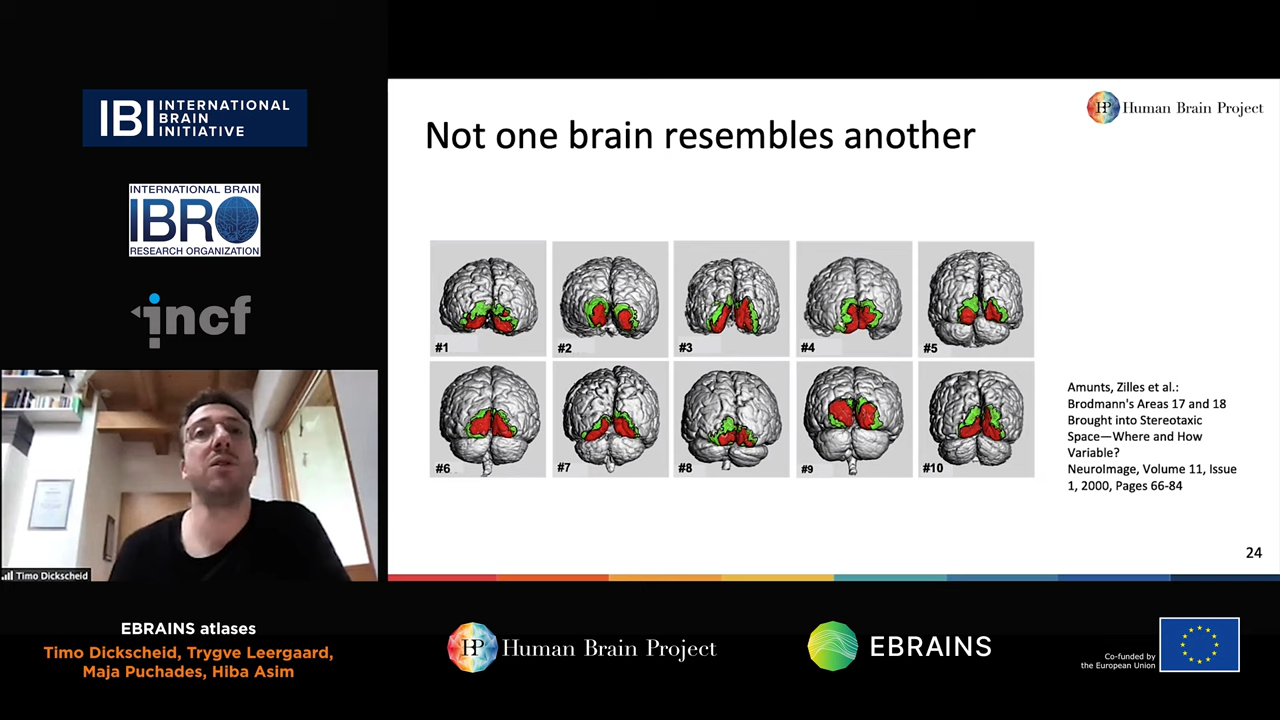 IBI INTERNATIONAL
BRAIN
INITIATIVE
INTERNATIONAL BRAIN
IBRO
RESEARCH ORGANIZATION
incf
Timo Dickscheid
EBRAINS atlases
Timo Dickscheid, Trygve Leergaard,
Maja Puchades, Hiba Asim
HBP Human Brain Project
Not one brain resembles another
#1
#2
#3
#4
#5
#6
#7
#8
#9
#10
Amunts, Zilles et al.:
Brodmann's Areas 17 and 18
Brought into Stereotaxic
Space—Where and How
Variable?
NeuroImage, Volume 11, Issue
1, 2000, Pages 66-84
24
HBP Human Brain Project
EBRAINS
Co-funded by
the European Union